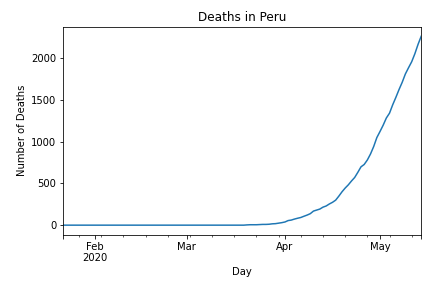 Deaths in Peru
Number of Deaths
2000
1500
1000
500
0
Feb
2020
Mar
Apr
May
Day